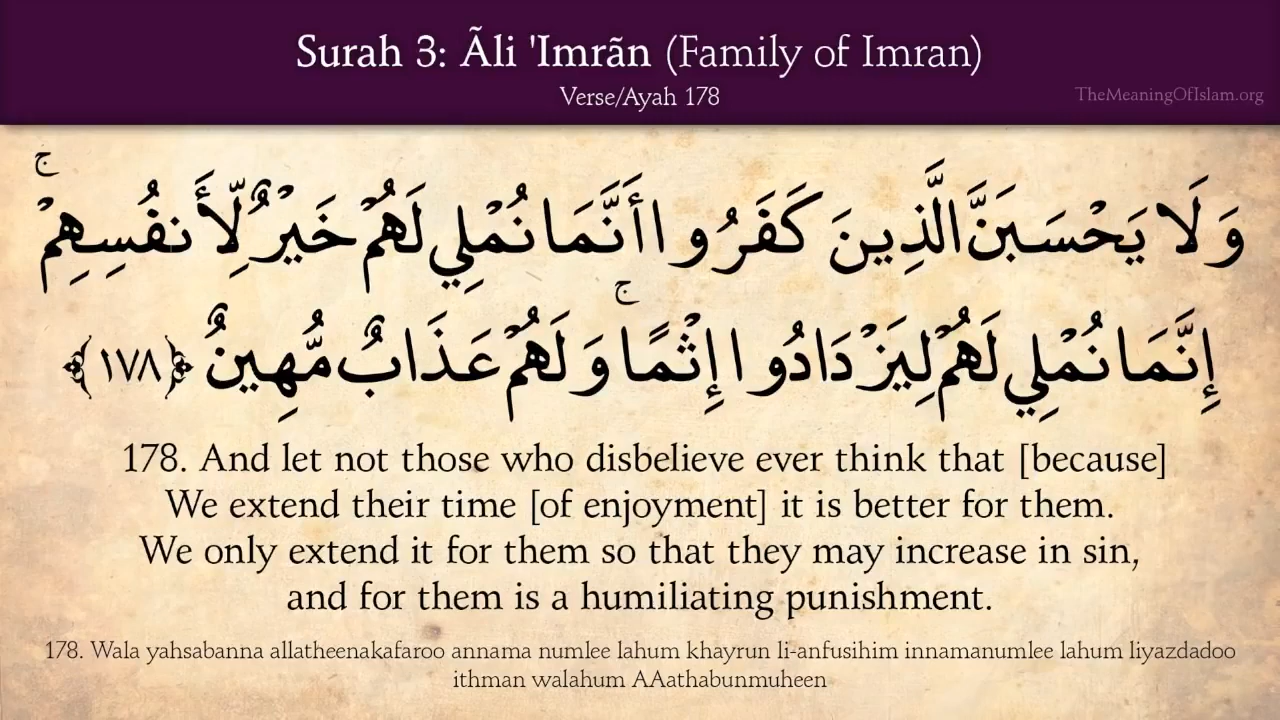 Surah 3: Ãli 'Imrãn (Family of Imran)
Verse/Ayah 178
TheMeaningOfIslam.org
وَلَا يَحْسَبَنَّ الَّذِينَ كَفَرُوا أَنَّمَا نُمْلِي لَهُمْ خَيْرٌ لِّأَنفُسِهِمْ ۚ
إِنَّمَا نُمْلِي لَهُمْ لِيَزْدَادُوا إِثْمًا ۚ وَلَهُمْ عَذَابٌ مُّهِينٌ ﴿١٧٨﴾
178. And let not those who disbelieve ever think that [because]
We extend their time [of enjoyment] it is better for them.
We only extend it for them so that they may increase in sin,
and for them is a humiliating punishment.
178. Wala yahsabanna allatheenakafaroo annama numlee lahum khayrun li-anfusihim innamanumlee lahum liyazdadoo
ithman walahum AAathabunmuheen